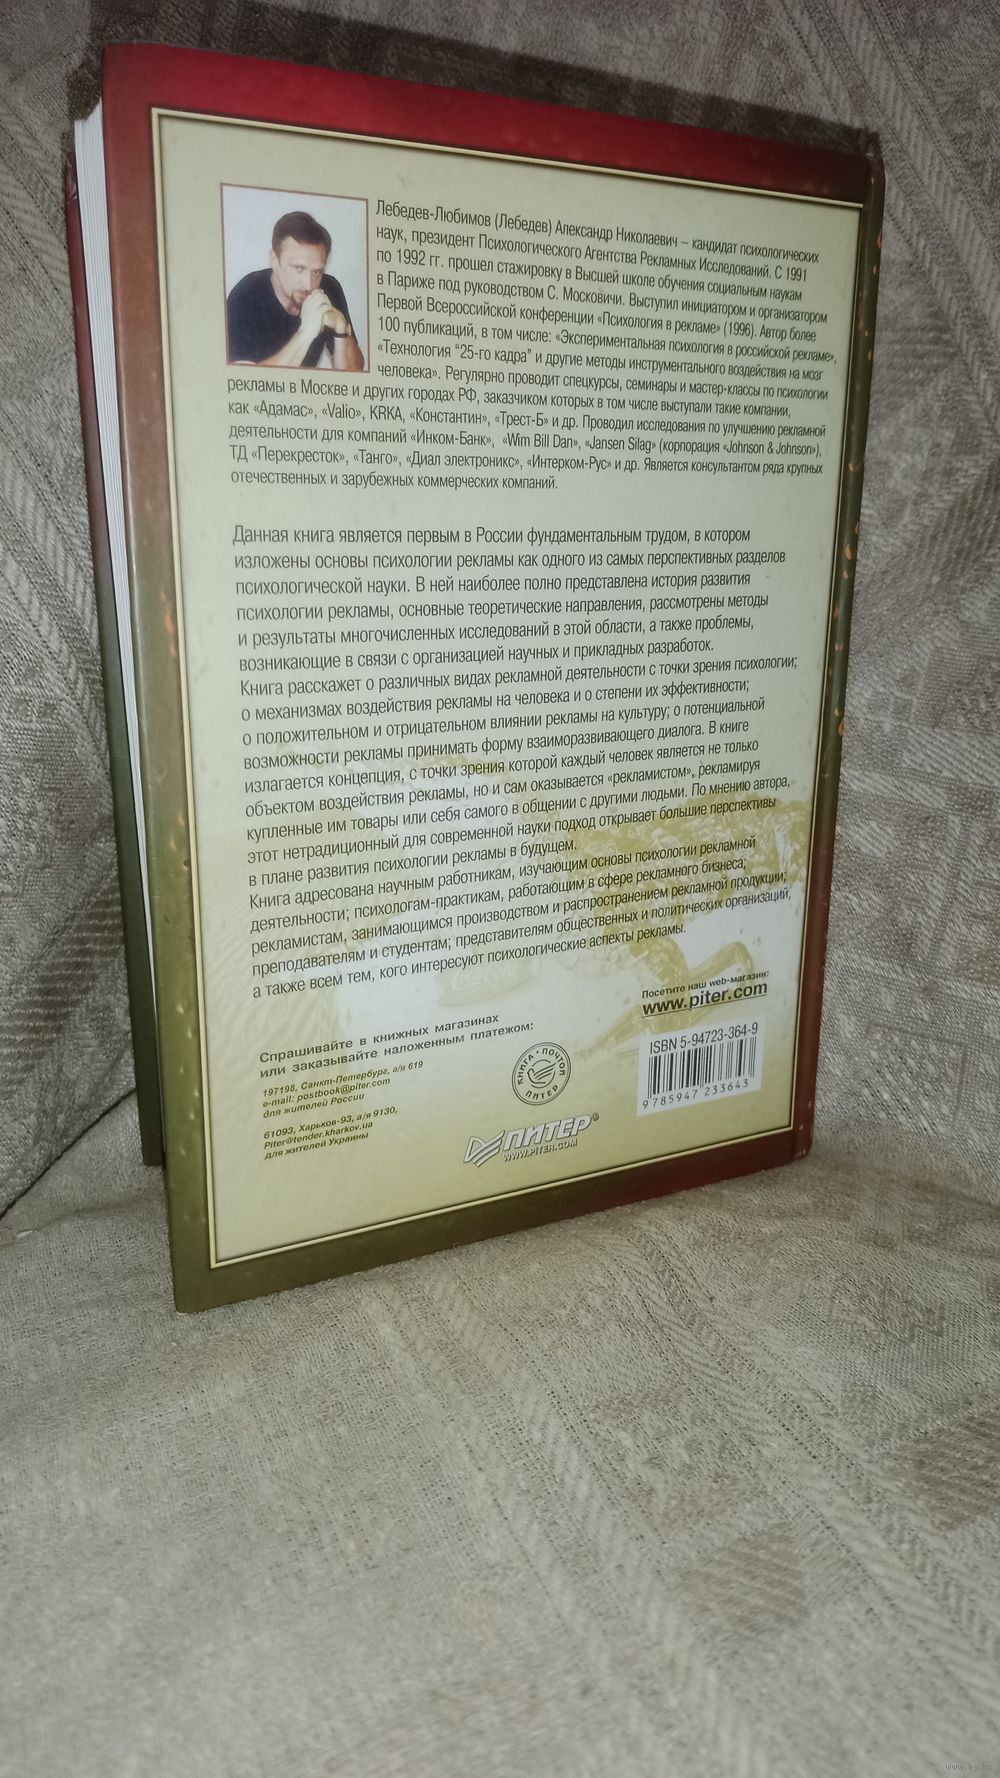 Лебедев-Любимов (Лебедев) Александр Николаевич – кандидат психологических
наук, президент Психологического Агентства Рекламных Исследований. С 1991
по 1992 гг. прошел стажировку в Высшей школе обучения социальным наукам
в Париже под руководством С. Московичи. Выступил инициатором и организатором
Первой Всероссийской конференции «Психология в рекламе» (1996). Автор более
100 публикаций, в том числе: «Экспериментальная психология в российской рекламе»,
«Технология "25-го кадра" и другие методы инструментального воздействия на мозг
человека». Регулярно проводит спецкурсы, семинары и мастер-классы по психологии
рекламы в Москве и других городах РФ, заказчиком которых в том числе выступали такие компании,
как «Адамас», «Valio», KRKA, «Константин», «Трест-Б» и др. Проводил исследования по улучшению рекламной
деятельности для компаний «Инком-Банк», «Wim Bill Dan», «Jansen Silag» (корпорация «Johnson & Johnson»),
ТД «Перекресток», «Танго», «Диал электроникс», «Интерком-Рус» и др. Является консультантом ряда крупных
отечественных и зарубежных коммерческих компаний.
Данная книга является первым в России фундаментальным трудом, в котором
изложены основы психологии рекламы как одного из самых перспективных разделов
психологической науки. В ней наиболее полно представлена история развития
психологии рекламы, основные теоретические направления, рассмотрены методы
и результаты многочисленных исследований в этой области, а также проблемы,
возникающие в связи с организацией научных и прикладных разработок.
Книга расскажет о различных видах рекламной деятельности с точки зрения психологии;
о механизмах воздействия рекламы на человека и о степени их эффективности;
о положительном и отрицательном влиянии рекламы на культуру; о потенциальной
возможности рекламы принимать форму взаиморазвивающего диалога. В книге
излагается концепция, с точки зрения которой каждый человек является не только
объектом воздействия рекламы, но и сам оказывается «рекламистом», рекламируя
купленные им товары или себя самого в общении с другими людьми. По мнению автора,
этот нетрадиционный для современной науки подход открывает большие перспективы
в плане развития психологии рекламы в будущем.
Книга адресована научным работникам, изучающим основы психологии рекламной
деятельности; психологам-практикам, работающим в сфере рекламного бизнеса;
рекламистам, занимающимся производством и распространением рекламной продукции;
преподавателям и студентам; представителям общественных и политических организаций,
а также всем тем, кого интересуют психологические аспекты рекламы.
Посетите наш web-магазин:
www.piter.com
Спрашивайте в книжных магазинах
или заказывайте наложенным платежом:
197198, Санкт-Петербург, а/я 619
e-mail: postbook@piter.com
для жителей России
61093, Харьков-93, а/я 9130,
Piter@tender.kharkov.ua
для жителей Украины
КНИГА • ПОЧТОЙ
ПИТЕР
ISBN 5-94723-364-9
9 785947 233643
ПИТЕР®
WWW.PITER.COM